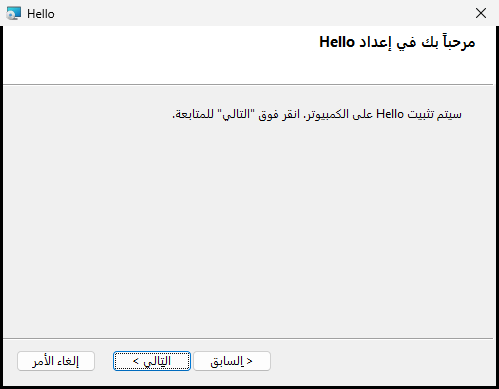 Hello
مرحباً بك في إعداد Hello
سيتم تثبيت Hello على الكمبيوتر. انقر فوق "التالي" للمتابعة.
< السابق
التالي >
إلغاء الأمر